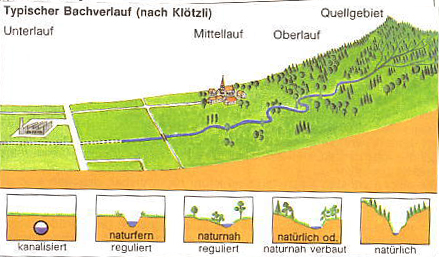 Typischer Bachverlauf (nach Klötzli)
Quellgebiet
Unterlauf
Mittellauf
Oberlauf
kanalisiert
naturfern
reguliert
naturnah
reguliert
natürlich od.
naturnah verbaut
natürlich